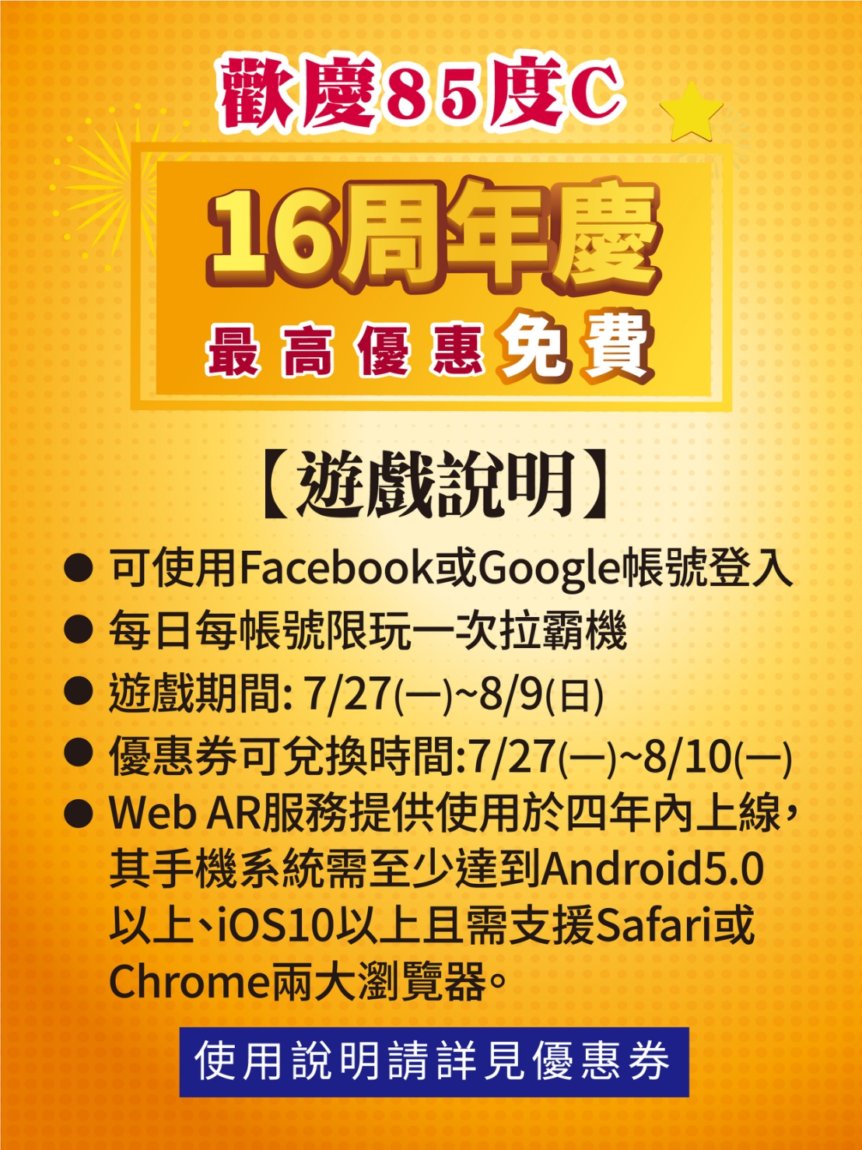 歡慶85度C
16周年慶
最高優惠免費
【遊戲說明】
● 可使用Facebook或Google帳號登入
● 每日每帳號限玩一次拉霸機
● 遊戲期間: 7/27(一)~8/9(日)
● 優惠券可兌換時間:7/27(一)~8/10(一)
● Web AR服務提供使用於四年內上線，
其手機系統需至少達到Android5.0
以上、iOS10以上且需支援Safari或
Chrome兩大瀏覽器。
使用說明請詳見優惠券